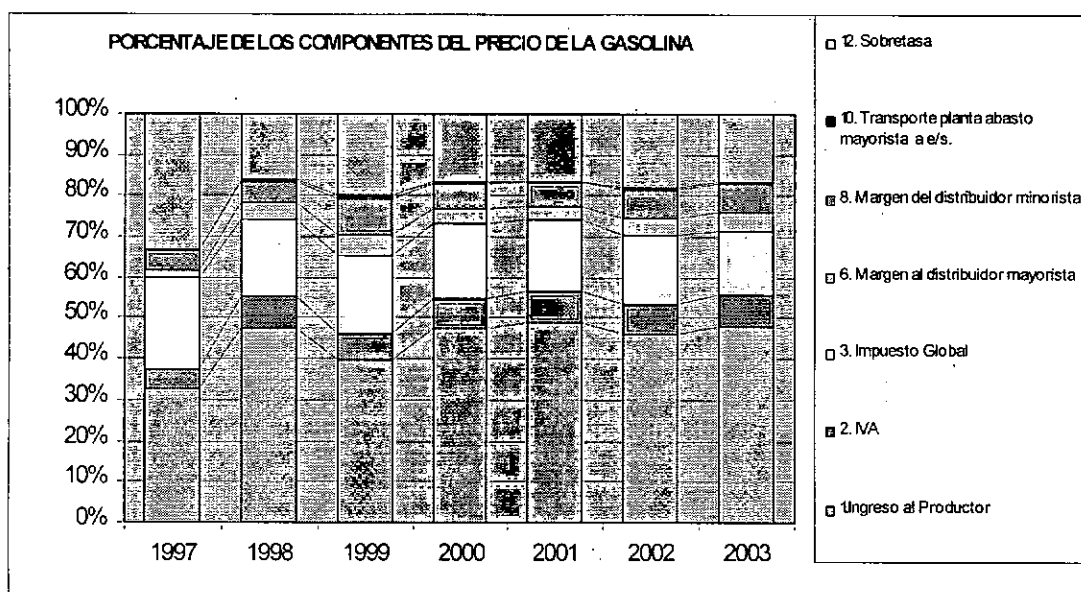 PORCENTAJE DE LOS COMPONENTES DEL PRECIO DE LA GASOLINA
100%
90%
80%
70%
60%
50%
40%
30%
20%
10%
0%
1997 1998 1999 2000 2001 2002 2003
12. Sobretasa
10. Transporte planta abasto
mayorista a e/s.
8. Margen del distribuidor minorista
6. Margen al distribuidor mayorista
3. Impuesto Global
2. IVA
1Ingreso al Productor